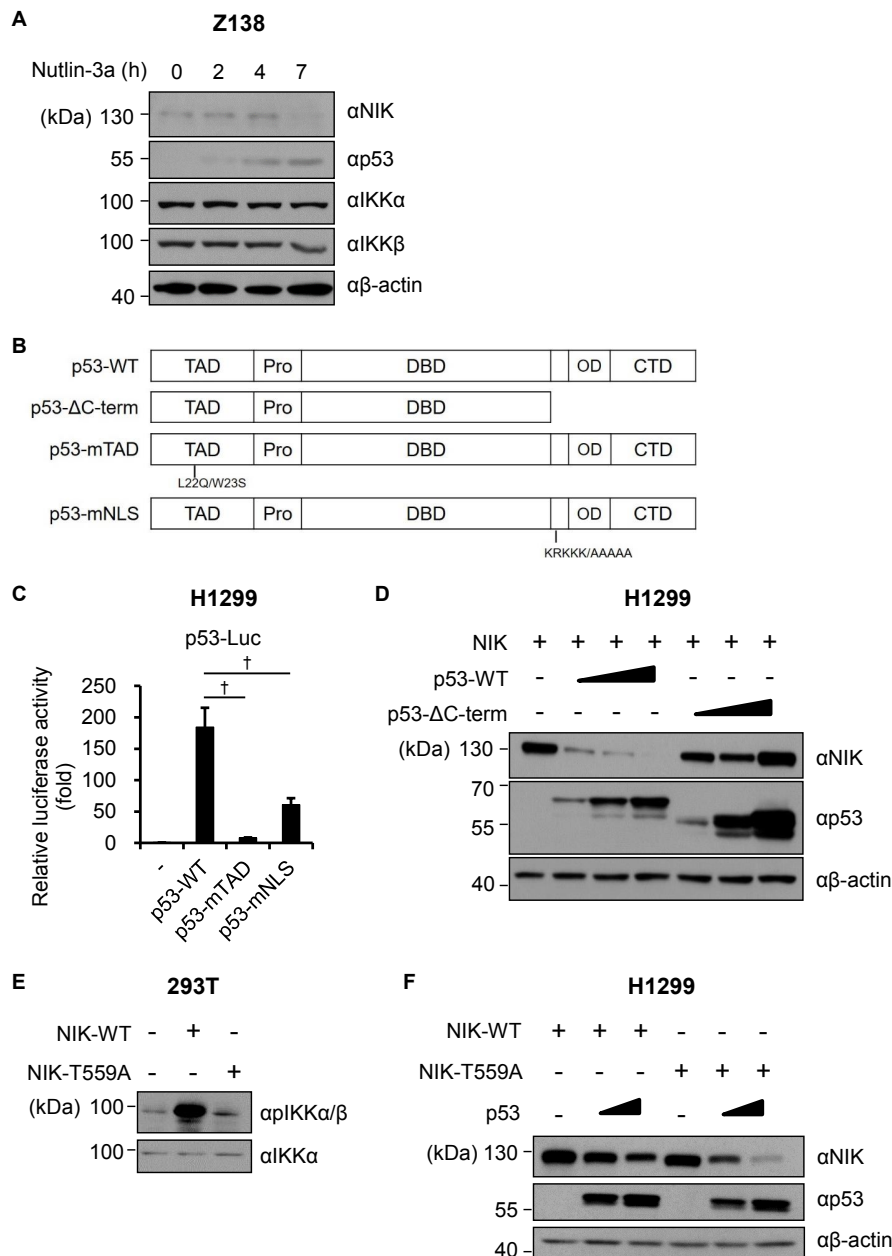 A
Z138
Nutlin-3a (h) 0 2 4 7
(kDa) 130 αNIK
55 αp53
100 αIKKα
100 αIKKβ
40 αβ-actin
B
p53-WT TAD Pro DBD OD CTD
p53-ΔC-term TAD Pro DBD
p53-mTAD TAD Pro DBD OD CTD
L22Q/W23S
p53-mNLS TAD Pro DBD OD CTD
KRKKK/AAAAA
C
H1299
p53-Luc
Relative luciferase activity
(fold)
250
200
150
100
50
0
† †
- p53-WT p53-mTAD p53-mNLS
D
H1299
NIK + + + + + + +
p53-WT - - - -
p53-ΔC-term - - - -
(kDa) 130 αNIK
70
55 αp53
40 αβ-actin
E
293T
NIK-WT - + -
NIK-T559A - - +
(kDa) 100 αpIKKα/β
100 αIKKα
F
H1299
NIK-WT + + + - - -
NIK-T559A - - - + + +
p53 - -
(kDa) 130 αNIK
55 αp53
40 αβ-actin